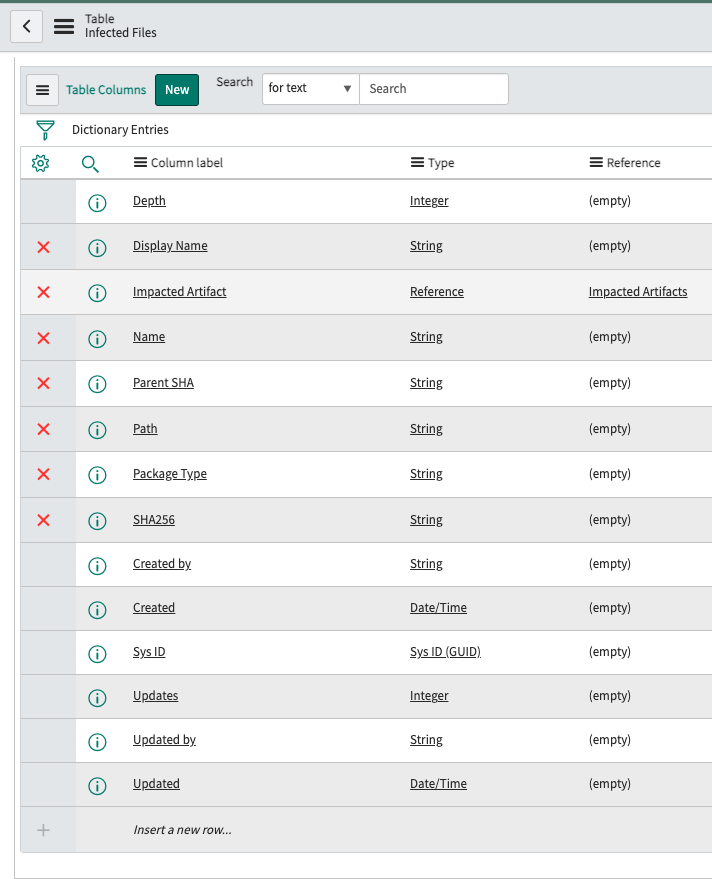 Table
Infected Files
Table Columns New Search for text Search
Dictionary Entries
Column label Type Reference
Depth Integer (empty)
Display Name String (empty)
Impacted Artifact Reference Impacted Artifacts
Name String (empty)
Parent SHA String (empty)
Path String (empty)
Package Type String (empty)
SHA256 String (empty)
Created by String (empty)
Created Date/Time (empty)
Sys ID Sys ID (GUID) (empty)
Updates Integer (empty)
Updated by String (empty)
Updated Date/Time (empty)
Insert a new row...